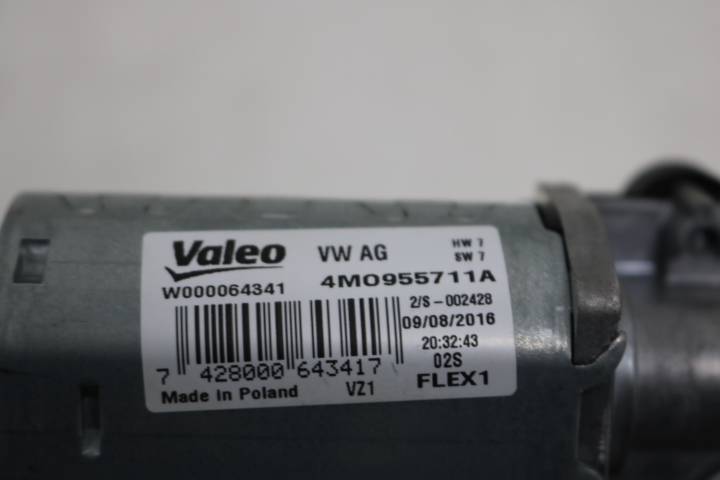 Valeo VW AG HW 7
SW 7
W000064341 4M0955711A
2/S-002428
09/08/2016
20:32:43
7 428000 643417 02S
Made in Poland VZ1 FLEX1